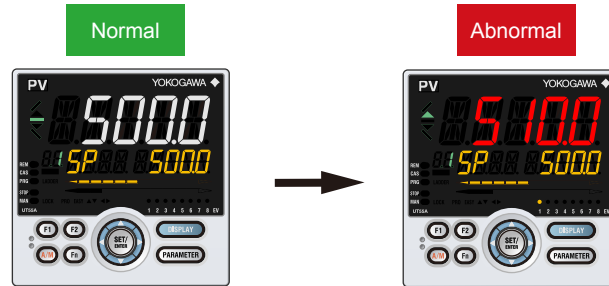 Normal
Abnormal
PV YOKOGAWA
500.0
1 SP 500.0
REM
CAS
PRG
STOP
MAN
UT55A
1 2 3 4 5 6 7 8 EV
F1 F2 SET/ ENTER DISPLAY
A/M Fn PARAMETER
PV YOKOGAWA
510.0
1 SP 500.0
REM
CAS
PRG
STOP
MAN
UT55A
1 2 3 4 5 6 7 8 EV
F1 F2 SET/ ENTER DISPLAY
A/M Fn PARAMETER